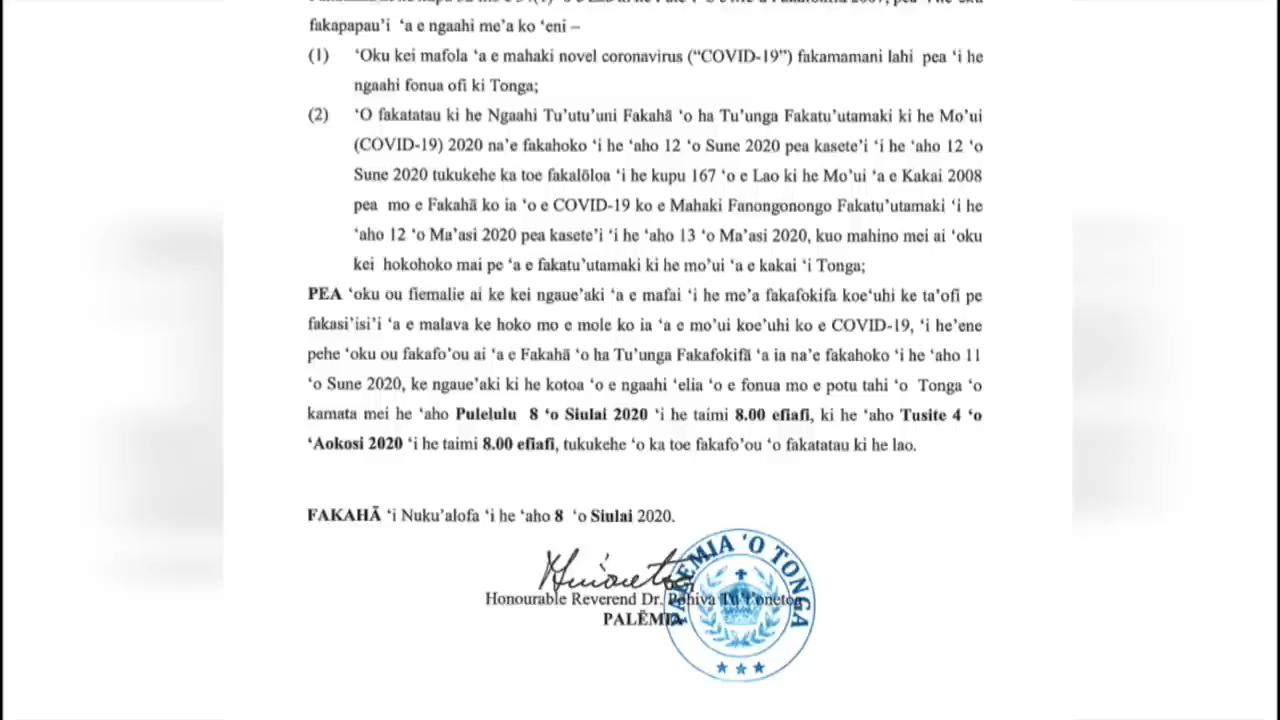 fakapapau'i ‘a e ngaahi me'a ko ‘eni –
(1) ‘Oku kei mafola ‘a e mahaki novel coronavirus (“COVID-19”) fakamamani lahi pea ‘i he
ngaahi fonua ofi ki Tonga;
(2) ‘O fakatatau ki he Ngaahi Tu'utu'uni Fakahā ‘o ha Tu'unga Fakatu'utamaki ki he Mo'ui
(COVID-19) 2020 na'e fakahoko ‘i he ‘aho 12 ‘o Sune 2020 pea kasete'i ‘i he ‘aho 12 ‘o
Sune 2020 tukukehe ka toe fakalōloa ‘i he kupu 167 ‘o e Lao ki he Mo'ui ‘a e Kakai 2008
pea mo e Fakahā ko ia ‘o e COVID-19 ko e Mahaki Fanongonongo Fakatu'utamaki ‘i he
‘aho 12 ‘o Ma'asi 2020 pea kasete'i ‘i he ‘aho 13 ‘o Ma'asi 2020, kuo mahino mei ai ‘oku
kei hokohoko mai pe ‘a e fakatu'utamaki ki he mo'ui ‘a e kakai ‘i Tonga;
PEA ‘oku ou fiemalie ai ke kei ngaue'aki ‘a e mafai ‘i he me'a fakafokifa koe'uhi ke ta'ofi pe
fakasi'isi'i ‘a e malava ke hoko mo e mole ko ia ‘a e mo'ui koe'uhi ko e COVID-19, ‘i he'ene
pehe ‘oku ou fakafo'ou ai ‘a e Fakahā ‘o ha Tu'unga Fakafokifā ‘a ia na'e fakahoko ‘i he ‘aho 11
‘o Sune 2020, ke ngaue'aki ki he kotoa ‘o e ngaahi ‘elia ‘o e fonua mo e potu tahi ‘o Tonga ‘o
kamata mei he ‘aho Pulelulu 8 ‘o Siulai 2020 ‘i he taimi 8.00 efiafi, ki he ‘aho Tusite 4 ‘o
‘Aokosi 2020 ‘i he taimi 8.00 efiafi, tukukehe ‘o ka toe fakafo'ou ‘o fakatatau ki he lao.
FAKAHĀ ‘i Nuku'alofa ‘i he ‘aho 8 ‘o Siulai 2020.
Honourable Reverend Dr. Pohiva Tu'i'onetoa
PALĒMIA
PALEMIA ‘O TONGA